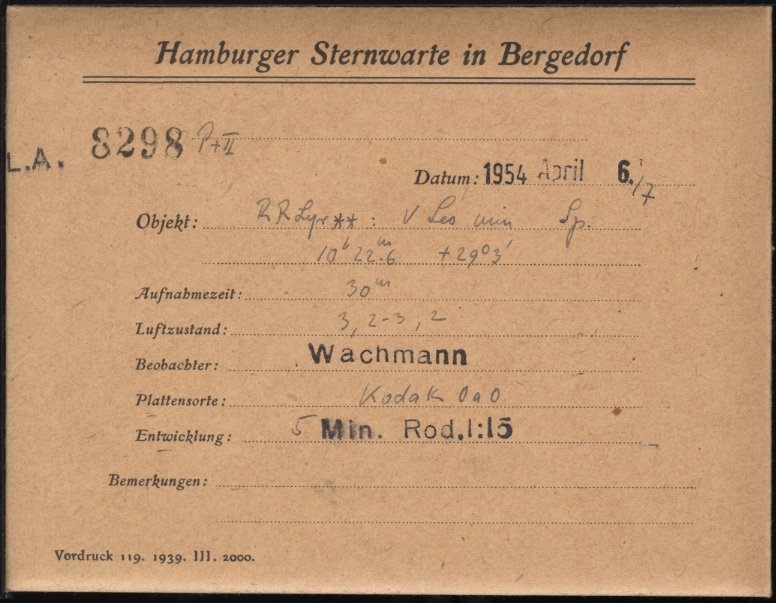 Hamburger Sternwarte in Bergedorf
L.A. 8298 P+II
Datum: 1954 April 6./7
Objekt: RR Lyr** : V Leo min Sp.
10h 22m.6 +29°3'
Aufnahmezeit: 30m
Luftzustand: 3, 2-3, 2
Beobachter: Wachmann
Plattensorte: Kodak OaO
Entwicklung: 5 Min. Rod.1:15
Bemerkungen:
Vordruck 119. 1939. III. 2000.